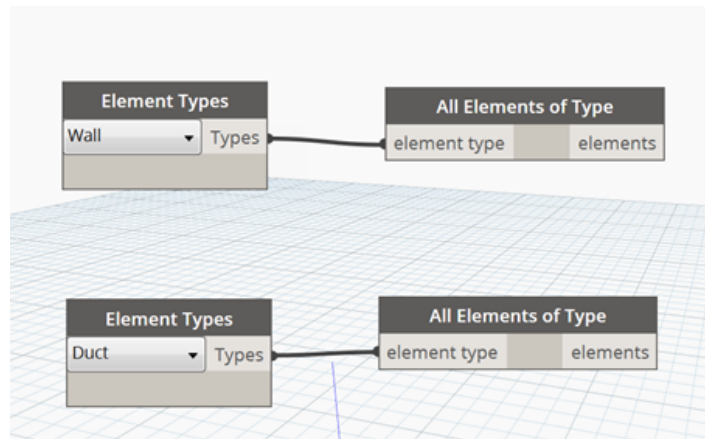 Element Types
Wall
Types
All Elements of Type
element type
elements
Element Types
Duct
Types
All Elements of Type
element type
elements